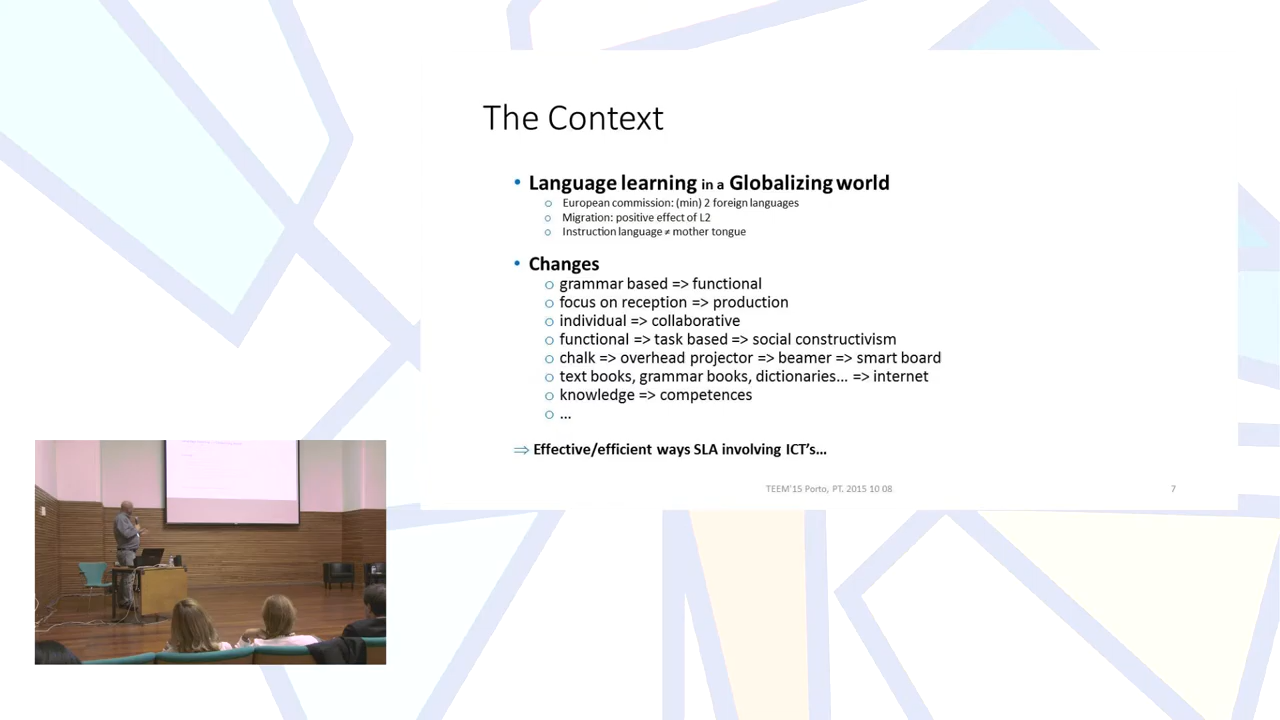 The Context
• Language learning in a Globalizing world
o European commission: (min) 2 foreign languages
o Migration: positive effect of L2
o Instruction language ≠ mother tongue
• Changes
o grammar based => functional
o focus on reception => production
o individual => collaborative
o functional => task based => social constructivism
o chalk => overhead projector => beamer => smart board
o text books, grammar books, dictionaries... => internet
o knowledge => competences
o ...
⇒ Effective/efficient ways SLA involving ICT's...
TEEM'15 Porto, PT. 2015 10 08
7